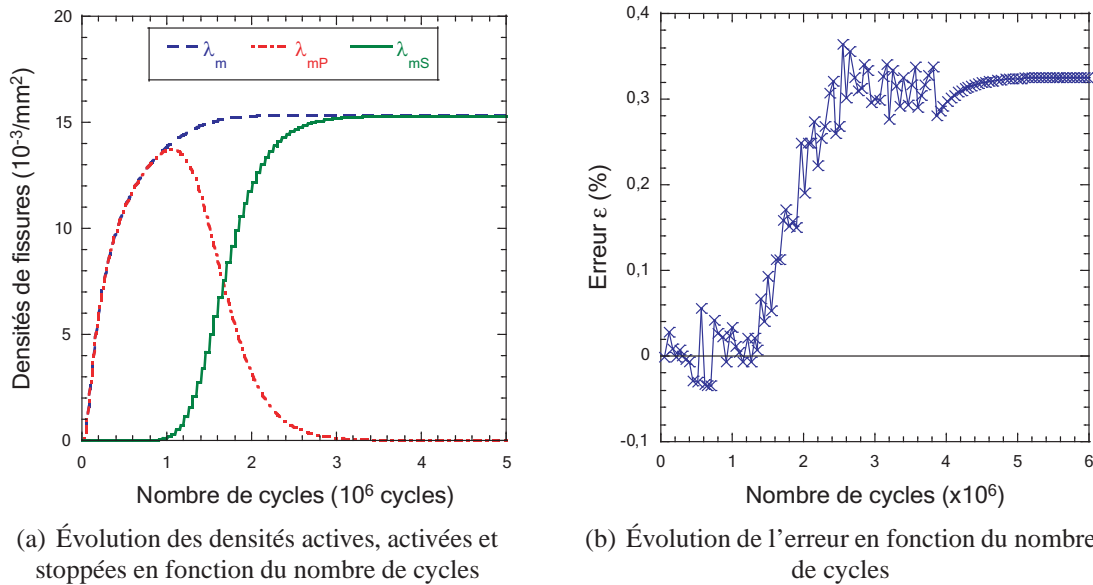 20
15
10
5
0
0 1 2 3 4 5
λm λmP λmS
Densités de fissures (10-3/mm2)
Nombre de cycles (106 cycles)
(a) Évolution des densités actives, activées et
stoppées en fonction du nombre de cycles
0,4
0,3
0,2
0,1
0
-0,1
0 1 2 3 4 5 6
Erreur ε (%)
Nombre de cycles (x106)
(b) Évolution de l'erreur en fonction du nombre
de cycles